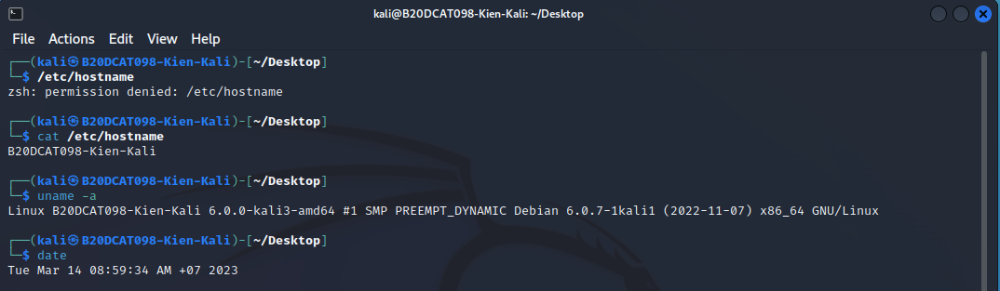 kali@B20DCAT098-Kien-Kali: ~/Desktop
File Actions Edit View Help
┌──(kali㉿B20DCAT098-Kien-Kali)-[~/Desktop]
└─$ /etc/hostname
zsh: permission denied: /etc/hostname
┌──(kali㉿B20DCAT098-Kien-Kali)-[~/Desktop]
└─$ cat /etc/hostname
B20DCAT098-Kien-Kali
┌──(kali㉿B20DCAT098-Kien-Kali)-[~/Desktop]
└─$ uname -a
Linux B20DCAT098-Kien-Kali 6.0.0-kali3-amd64 #1 SMP PREEMPT_DYNAMIC Debian 6.0.7-1kali1 (2022-11-07) x86_64 GNU/Linux
┌──(kali㉿B20DCAT098-Kien-Kali)-[~/Desktop]
└─$ date
Tue Mar 14 08:59:34 AM +07 2023